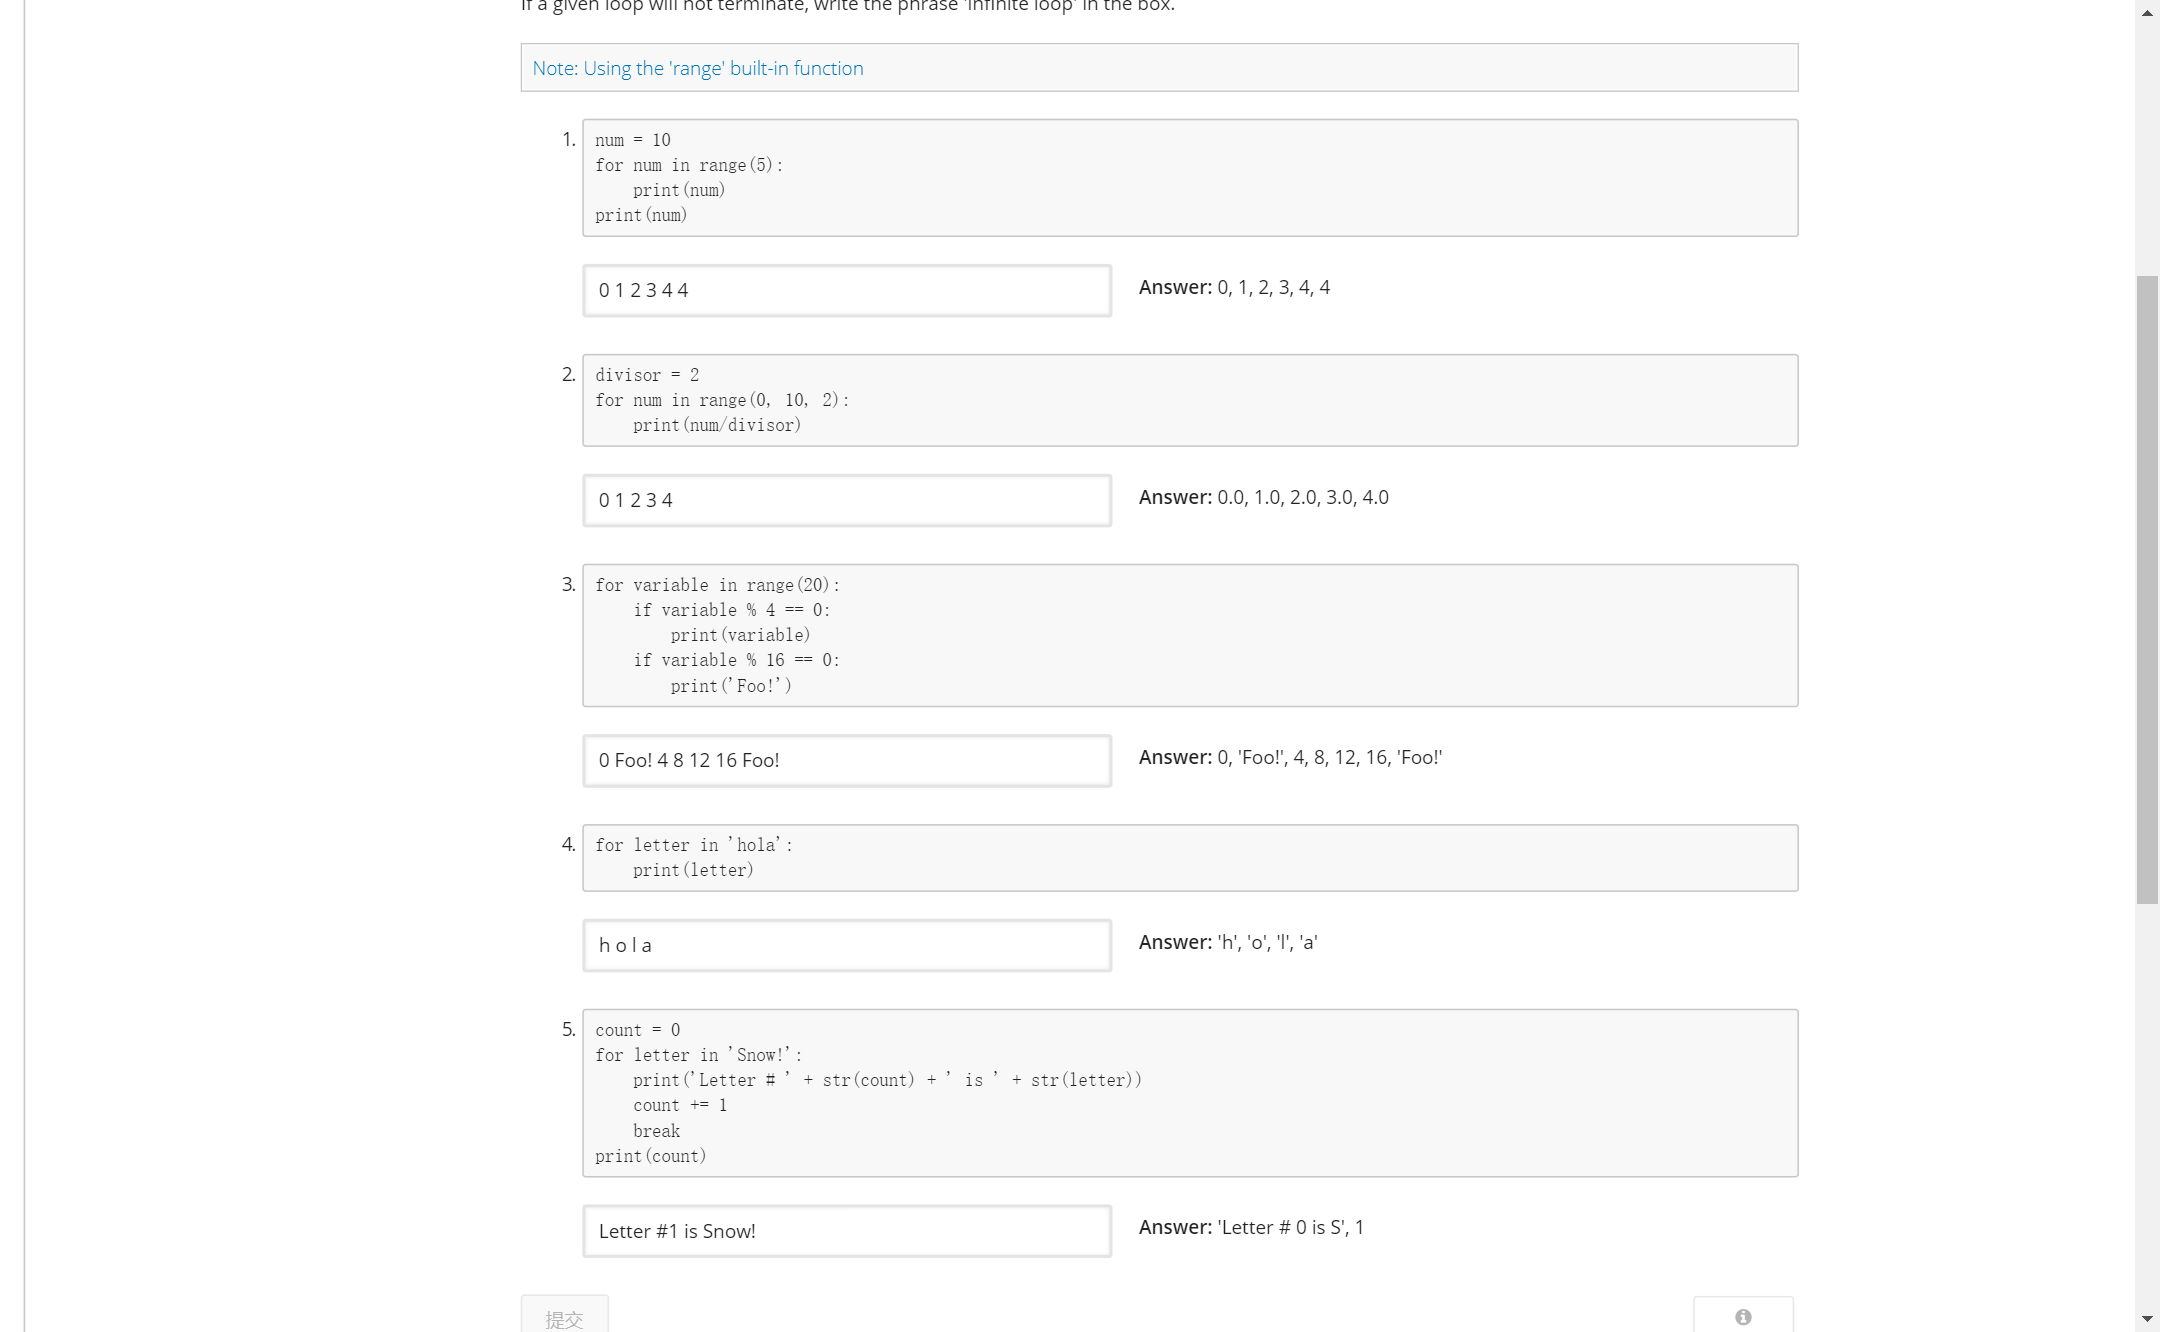 If a given loop will not terminate, write the phrase 'infinite loop' in the box.
Note: Using the 'range' built-in function
1.
num = 10
for num in range(5):
    print(num)
print(num)
0 1 2 3 4 4
Answer: 0, 1, 2, 3, 4, 4
2.
divisor = 2
for num in range(0, 10, 2):
    print(num/divisor)
0 1 2 3 4
Answer: 0.0, 1.0, 2.0, 3.0, 4.0
3.
for variable in range(20):
    if variable % 4 == 0:
        print(variable)
    if variable % 16 == 0:
        print('Foo!')
0 Foo! 4 8 12 16 Foo!
Answer: 0, 'Foo!', 4, 8, 12, 16, 'Foo!'
4.
for letter in 'hola':
    print(letter)
h o l a
Answer: 'h', 'o', 'l', 'a'
5.
count = 0
for letter in 'Snow!':
    print('Letter # ' + str(count) + ' is ' + str(letter))
    count += 1
    break
print(count)
Letter #1 is Snow!
Answer: 'Letter # 0 is S', 1
提交